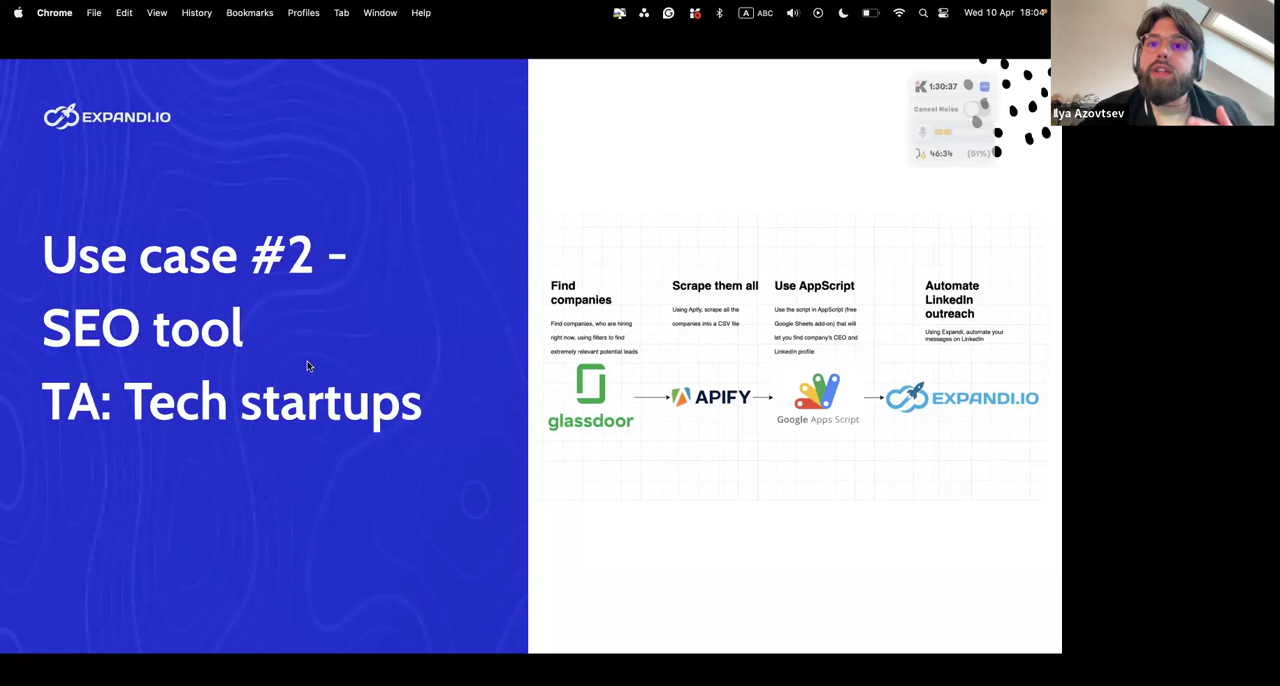 Chrome File Edit View History Bookmarks Profiles Tab Window Help
A ABC
Wed 10 Apr 18:04
EXPANDI.IO
Use case #2 -
SEO tool
TA: Tech startups
1:30:37
Cancel Noise
46:34 (51%)
Ilya Azovtsev
Find
companies
Find companies, who are hiring
right now, using filters to find
extremely relevant potential leads
glassdoor
Scrape them all
Using Apify, scrape all the
companies into a CSV file
APIFY
Use AppScript
Use the script in AppScript (free
Google Sheets add-on) that will
let you find company's CEO and
LinkedIn profile
Google Apps Script
Automate
LinkedIn
outreach
Using Expandi, automate your
messages on LinkedIn
EXPANDI.IO